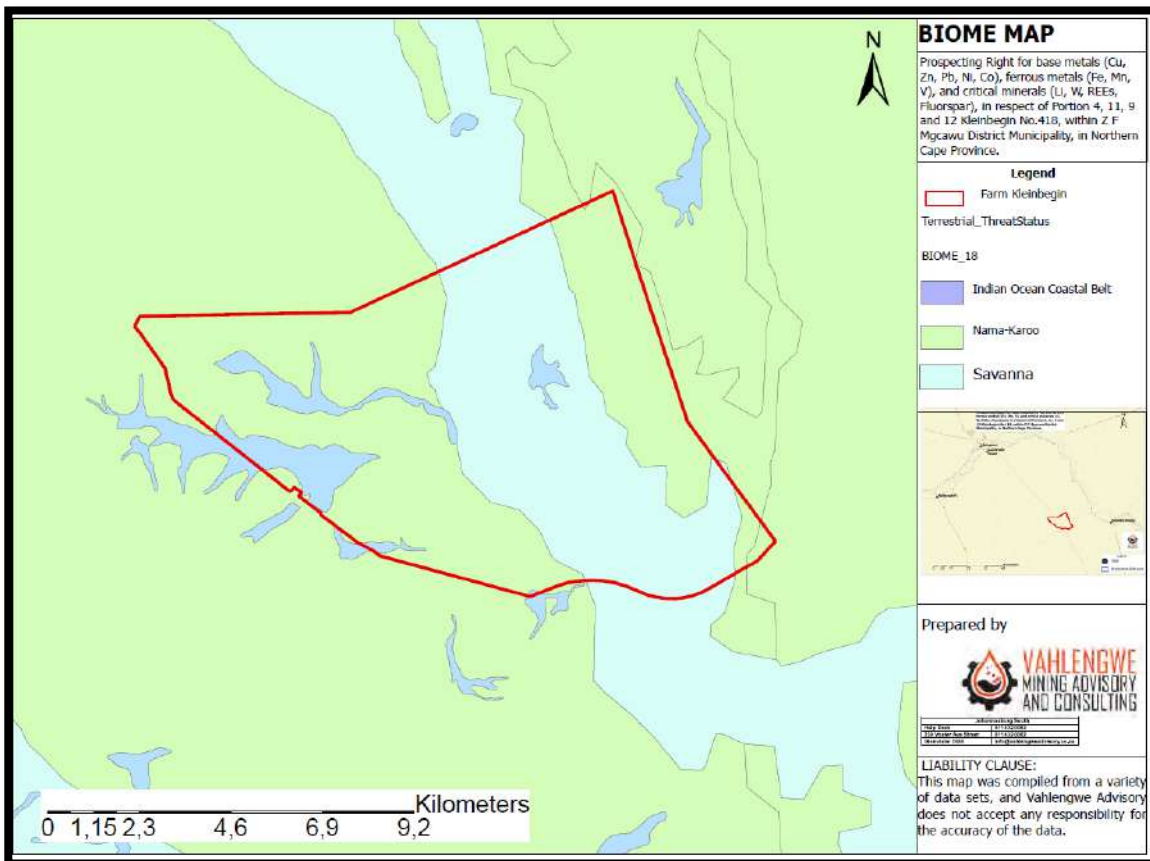 N
BIOME MAP
Prospecting Right for base metals (Cu,
Zn, Pb, Ni, Co), ferrous metals (Fe, Mn,
V), and critical minerals (Li, W, REEs,
Fluorspar), in respect of Portion 4, 11, 9
and 12 Kleinbegin No.418, within Z F
Mgcawu District Municipality, in Northern
Cape Province.
Legend
Farm Kleinbegin
Terrestrial_ThreatStatus
BIOME_18
Indian Ocean Coastal Belt
Nama-Karoo
Savanna
Prepared by
VAHLENGWE
MINING ADVISORY
AND CONSULTING
Johannesburg South
LIABILITY CLAUSE:
This map was compiled from a variety
of data sets, and Vahlengwe Advisory
does not accept any responsibility for
the accuracy of the data.
Kilometers
0 1,15 2,3 4,6 6,9 9,2